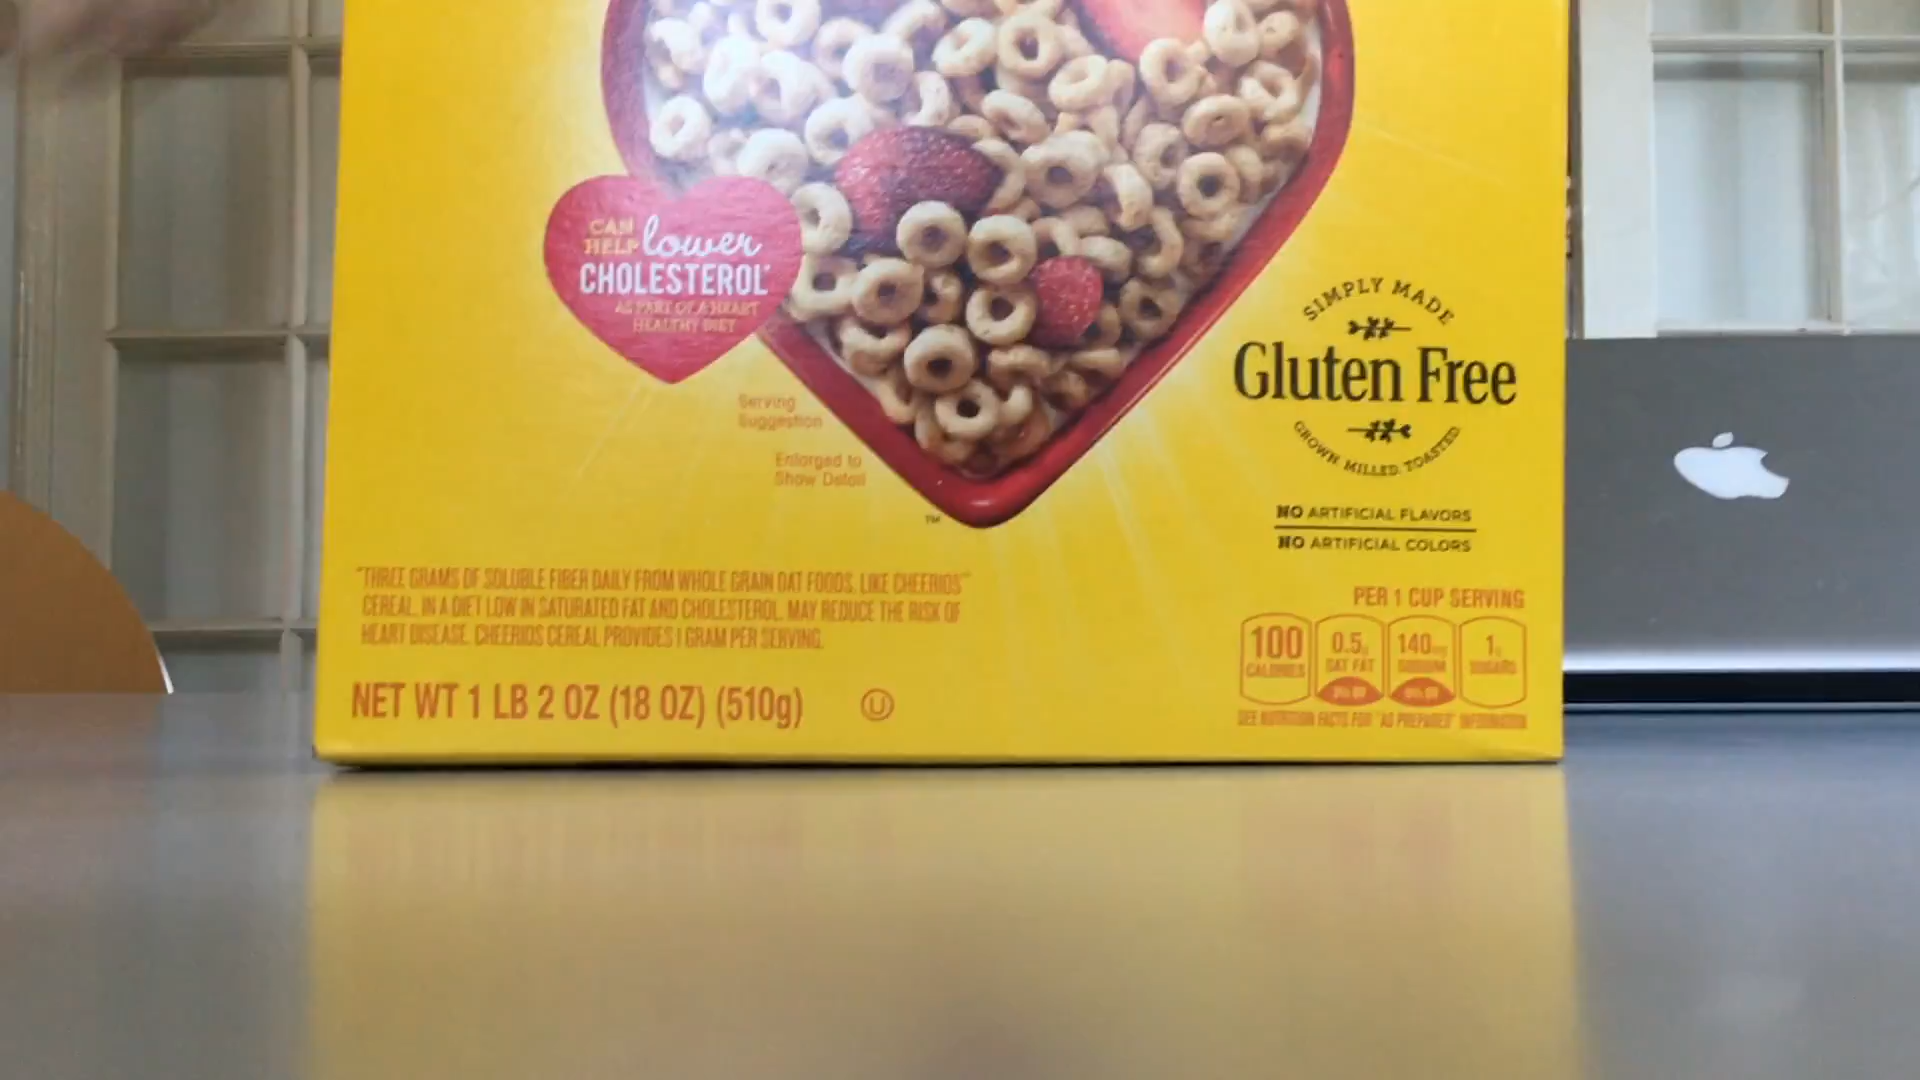 CAN
HELP lower
CHOLESTEROL*
AS PART OF A HEART
HEALTHY DIET
Serving
Suggestion
Enlarged to
Show Detail
™
SIMPLY MADE
Gluten Free
GROWN. MILLED. TOASTED
NO ARTIFICIAL FLAVORS
NO ARTIFICIAL COLORS
*THREE GRAMS OF SOLUBLE FIBER DAILY FROM WHOLE GRAIN OAT FOODS, LIKE CHEERIOS™
CEREAL, IN A DIET LOW IN SATURATED FAT AND CHOLESTEROL, MAY REDUCE THE RISK OF
HEART DISEASE. CHEERIOS CEREAL PROVIDES 1 GRAM PER SERVING.
NET WT 1 LB 2 OZ (18 OZ) (510g)
U
PER 1 CUP SERVING
100
CALORIES
0.5g
SAT FAT
140mg
SODIUM
1g
SUGARS
SEE NUTRITION FACTS FOR "AS PREPARED" INFORMATION